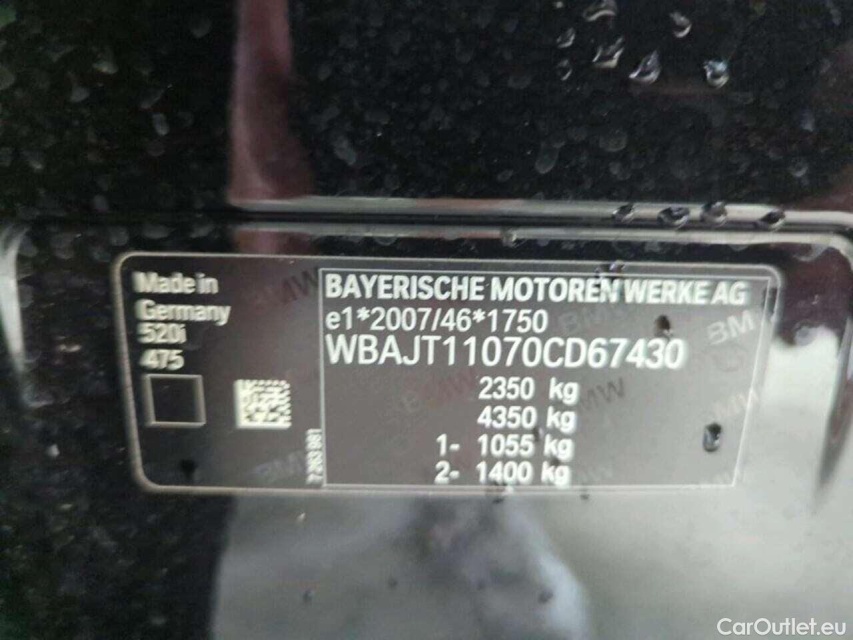 Made in
Germany
520i
475
BAYERISCHE MOTOREN WERKE AG
e1*2007/46*1750
WBAJT11070CD67430
2350 kg
4350 kg
1- 1055 kg
2- 1400 kg
BMW
CarOutlet.eu